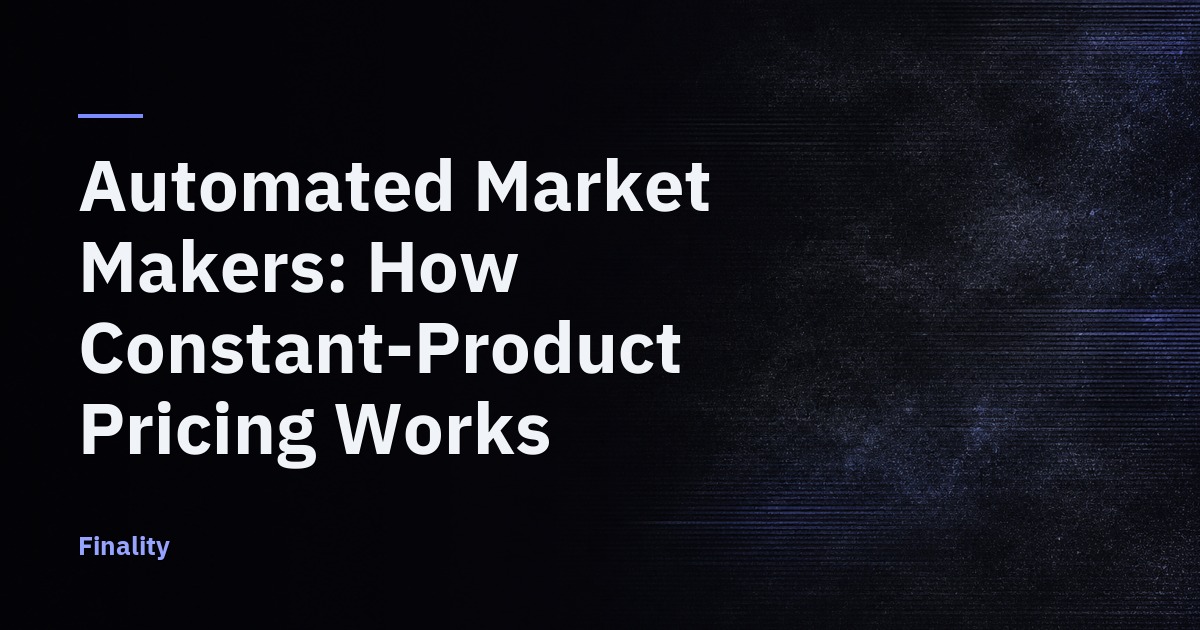 Automated Market
Makers: How
Constant-Product
Pricing Works
Finality